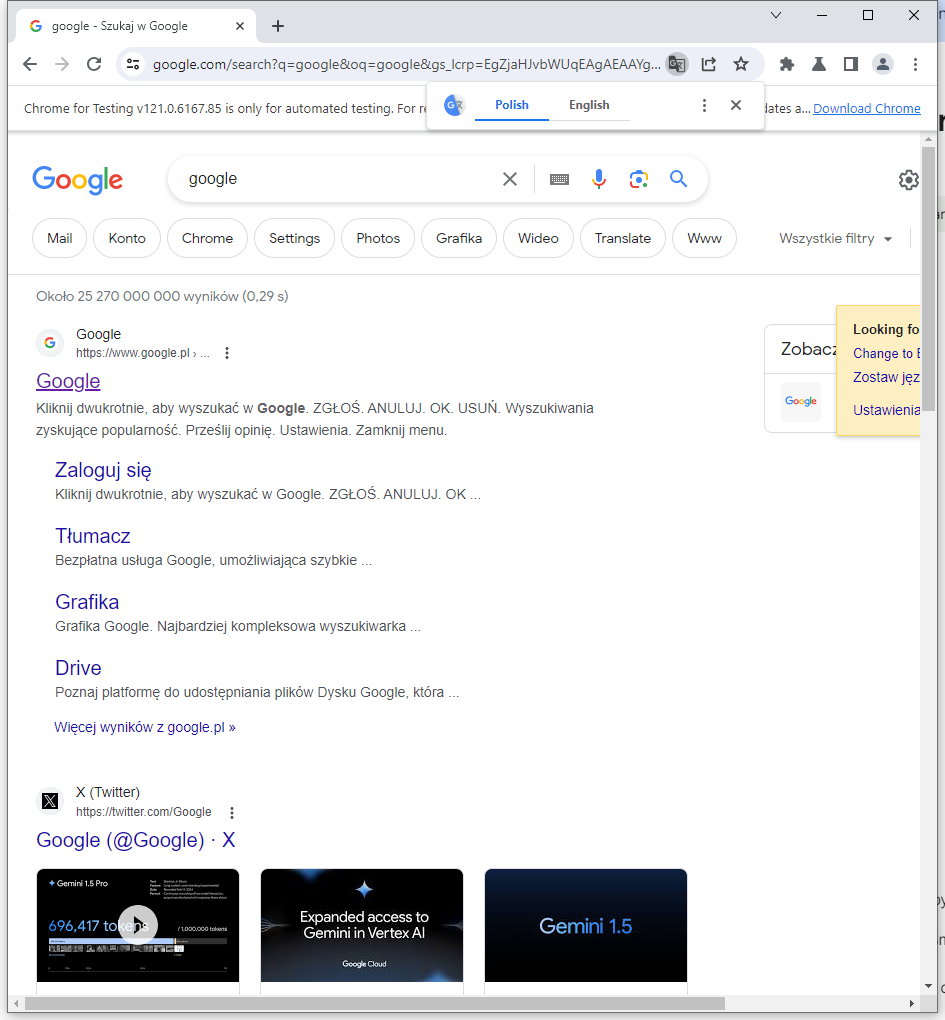 google - Szukaj w Google
google.com/search?q=google&oq=google&gs_lcrp=EgZjaHJvbWUqEAgAEAAYg...
Chrome for Testing v121.0.6167.85 is only for automated testing. For re
Polish English
dates a... Download Chrome
Google
google
Mail Konto Chrome Settings Photos Grafika Wideo Translate Www Wszystkie filtry
Około 25 270 000 000 wyników (0,29 s)
Google
https://www.google.pl › ...
Google
Kliknij dwukrotnie, aby wyszukać w Google. ZGŁOŚ. ANULUJ. OK. USUŃ. Wyszukiwania
zyskujące popularność. Prześlij opinię. Ustawienia. Zamknij menu.
Zaloguj się
Kliknij dwukrotnie, aby wyszukać w Google. ZGŁOŚ. ANULUJ. OK ...
Tłumacz
Bezpłatna usługa Google, umożliwiająca szybkie ...
Grafika
Grafika Google. Najbardziej kompleksowa wyszukiwarka ...
Drive
Poznaj platformę do udostępniania plików Dysku Google, która ...
Więcej wyników z google.pl »
Zobacz
Google
Looking fo
Change to E
Zostaw jęz
Ustawienia
X (Twitter)
https://twitter.com/Google
Google (@Google) · X
Gemini 1.5 Pro
696,417 tokens / 1,000,000 tokens
Expanded access to
Gemini in Vertex AI
Google Cloud
Gemini 1.5